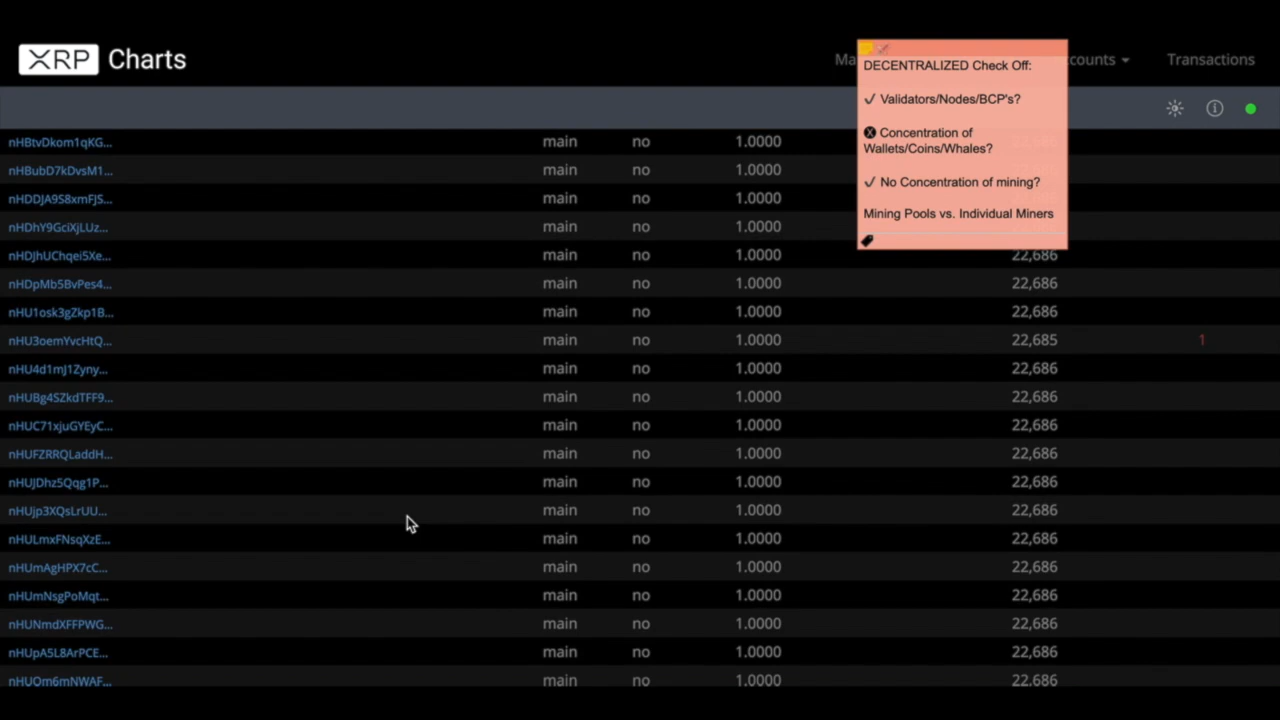 XRP Charts
Ma
ccounts
Transactions
DECENTRALIZED Check Off:
✓ Validators/Nodes/BCP's?
X Concentration of
Wallets/Coins/Whales?
✓ No Concentration of mining?
Mining Pools vs. Individual Miners
nHBtvDkom1qKG... main no 1.0000
nHBubD7kDvsM1... main no 1.0000
nHDDJA9S8xmFJS... main no 1.0000
nHDhY9GciXjLUz... main no 1.0000
nHDJhUChqei5Xe... main no 1.0000 22,686
nHDpMb5BvPes4... main no 1.0000 22,686
nHU1osk3gZkp1B... main no 1.0000 22,686
nHU3oemYvcHtQ... main no 1.0000 22,685 1
nHU4d1mJ1Zyny... main no 1.0000 22,686
nHUBg4SZkdTFF9... main no 1.0000 22,686
nHUC71xjuGYEyC... main no 1.0000 22,686
nHUFZRRQLaddH... main no 1.0000 22,686
nHUJDhz5Qqg1P... main no 1.0000 22,686
nHUjp3XQsLrUU... main no 1.0000 22,686
nHULmxFNsqXzE... main no 1.0000 22,686
nHUmAgHPX7cC... main no 1.0000 22,686
nHUmNsgPoMqt... main no 1.0000 22,686
nHUNmdXFFPWG... main no 1.0000 22,686
nHUpA5L8ArPCE... main no 1.0000 22,686
nHUQm6mNWAF... main no 1.0000 22,686